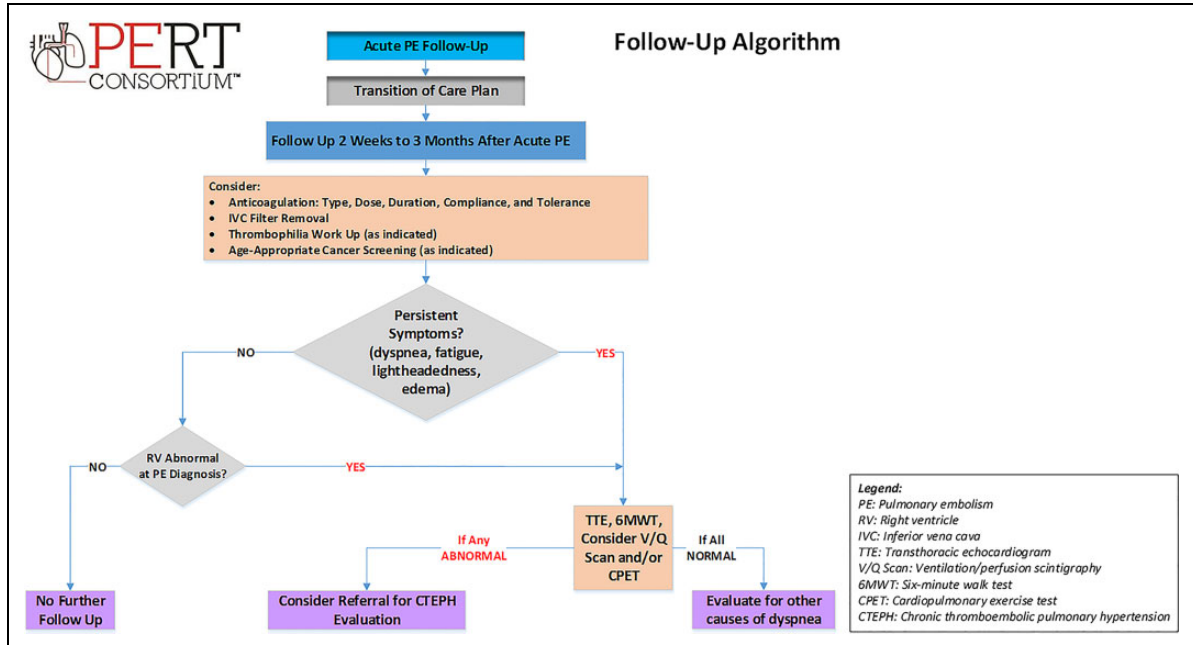 PERT
CONSORTIUM™
Follow-Up Algorithm
Acute PE Follow-Up
Transition of Care Plan
Follow Up 2 Weeks to 3 Months After Acute PE
Consider:
• Anticoagulation: Type, Dose, Duration, Compliance, and Tolerance
• IVC Filter Removal
• Thrombophilia Work Up (as indicated)
• Age-Appropriate Cancer Screening (as indicated)
Persistent
Symptoms?
(dyspnea, fatigue,
lightheadedness,
edema)
NO
YES
RV Abnormal
at PE Diagnosis?
NO
YES
TTE, 6MWT,
Consider V/Q
Scan and/or
CPET
If Any
ABNORMAL
If All
NORMAL
No Further
Follow Up
Consider Referral for CTEPH
Evaluation
Evaluate for other
causes of dyspnea
Legend:
PE: Pulmonary embolism
RV: Right ventricle
IVC: Inferior vena cava
TTE: Transthoracic echocardiogram
V/Q Scan: Ventilation/perfusion scintigraphy
6MWT: Six-minute walk test
CPET: Cardiopulmonary exercise test
CTEPH: Chronic thromboembolic pulmonary hypertension